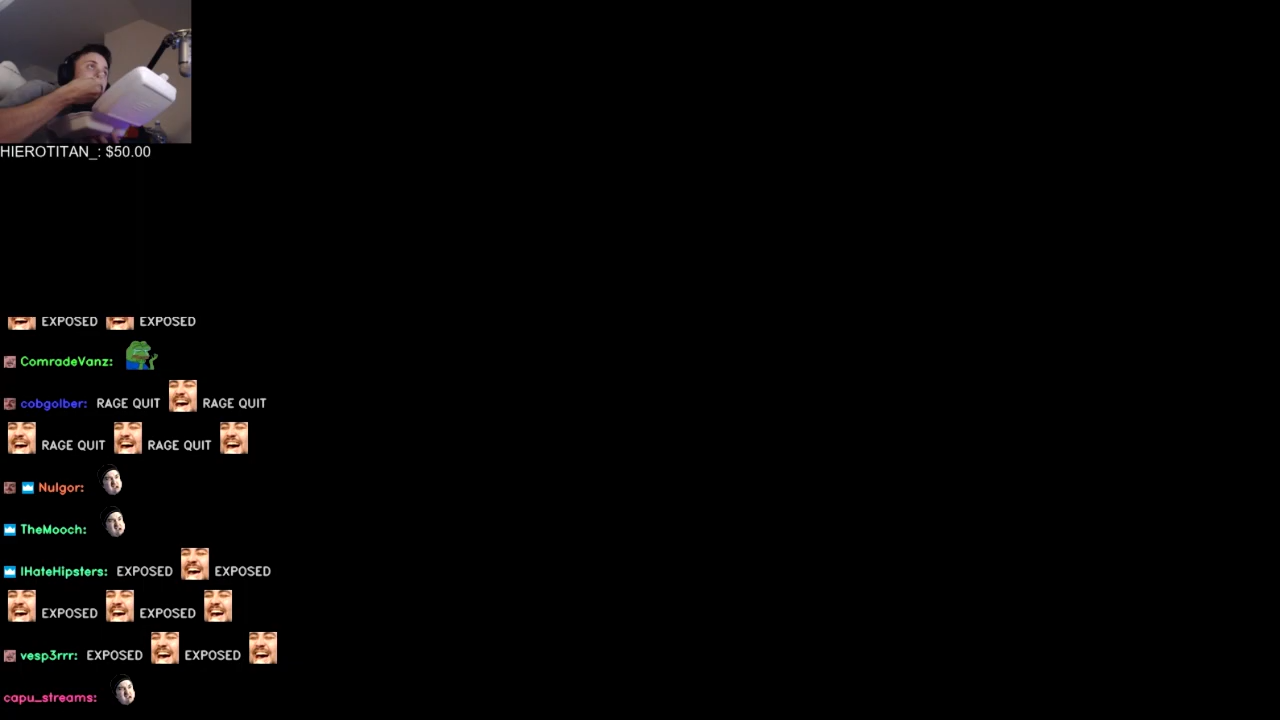 HIEROTITAN_: $50.00
EXPOSED EXPOSED
ComradeVanz:
cobgolber: RAGE QUIT RAGE QUIT
RAGE QUIT RAGE QUIT
Nulgor:
TheMooch:
IHateHipsters: EXPOSED EXPOSED
EXPOSED EXPOSED
vesp3rrr: EXPOSED EXPOSED
capu_streams: